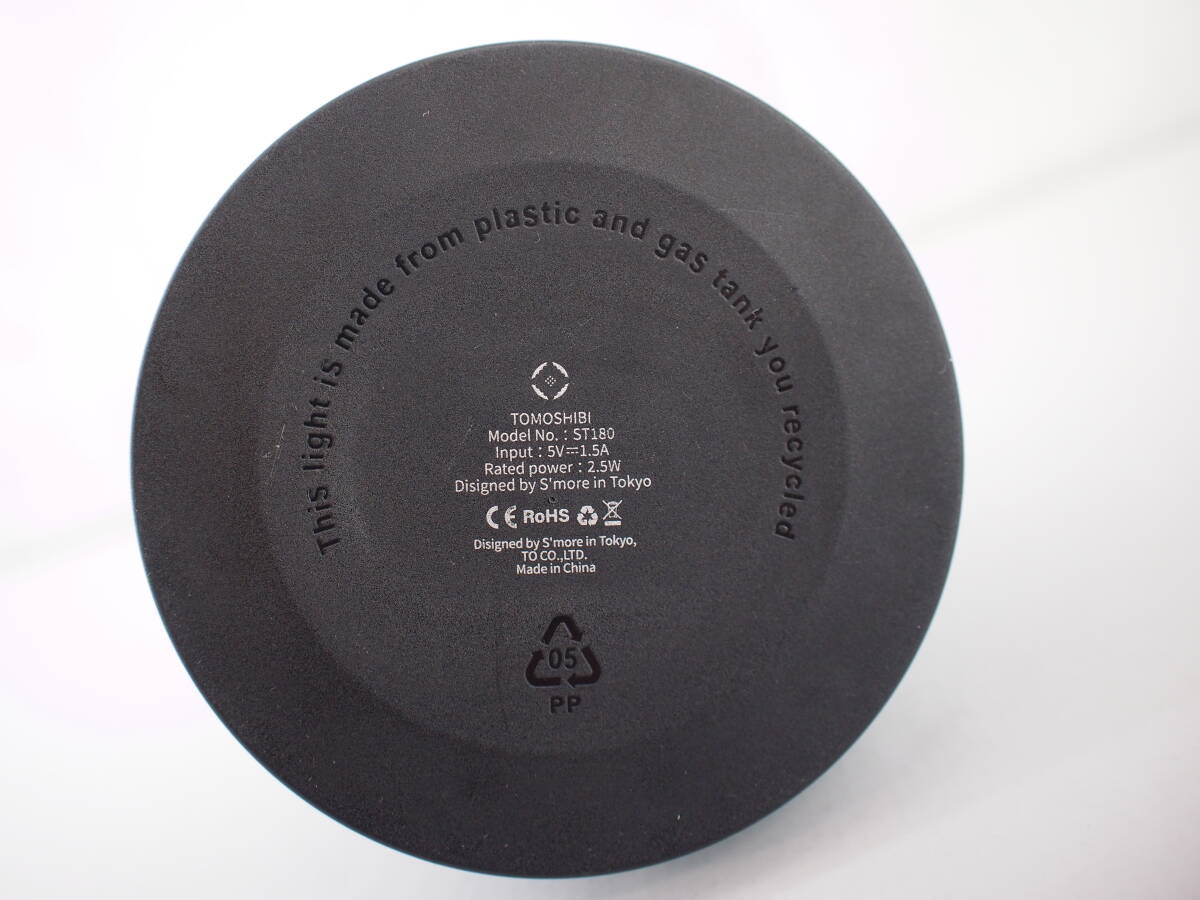 This light is made from plastic and gas tank you recycled
TOMOSHIBI
Model No. : ST180
Input : 5V⎓1.5A
Rated power : 2.5W
Disigned by S'more in Tokyo
CE RoHS
Disigned by S'more in Tokyo,
TO CO.,LTD.
Made in China
05
PP